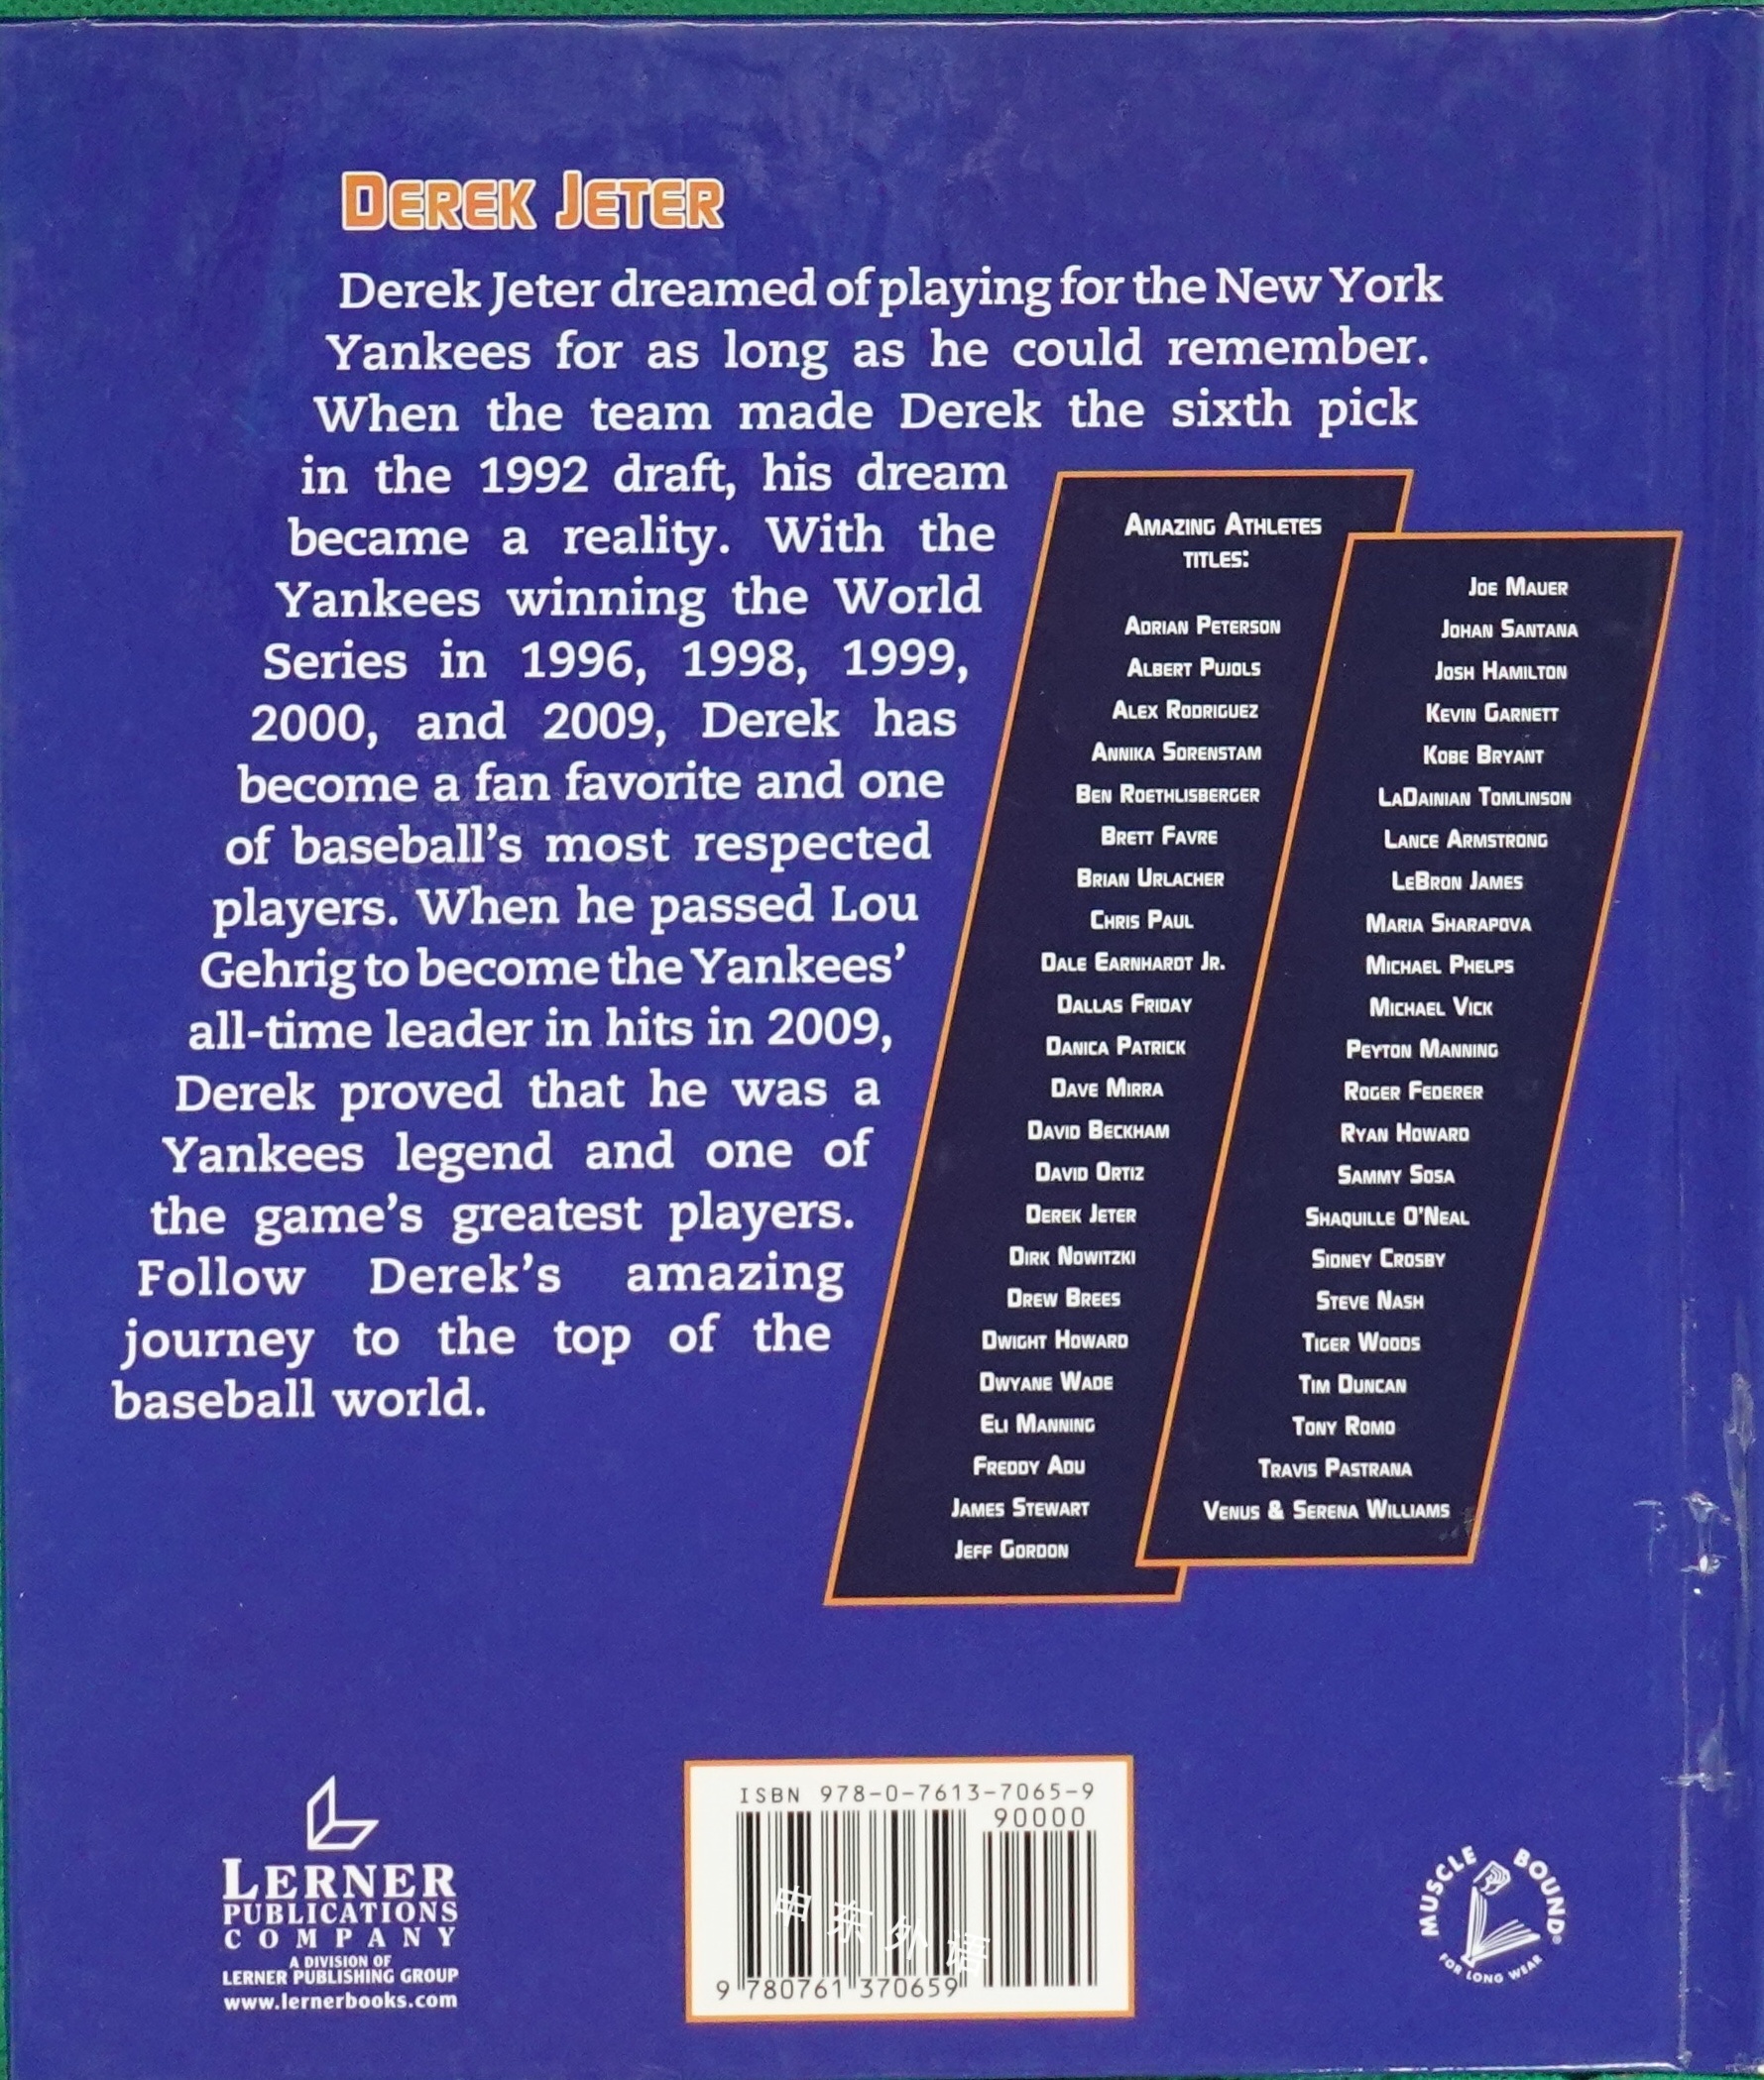 DEREK JETER
Derek Jeter dreamed of playing for the New York
Yankees for as long as he could remember.
When the team made Derek the sixth pick
in the 1992 draft, his dream
became a reality. With the
Yankees winning the World
Series in 1996, 1998, 1999,
2000, and 2009, Derek has
become a fan favorite and one
of baseball's most respected
players. When he passed Lou
Gehrig to become the Yankees'
all-time leader in hits in 2009,
Derek proved that he was a
Yankees legend and one of
the game's greatest players.
Follow Derek's amazing
journey to the top of the
baseball world.
AMAZING ATHLETES
TITLES:
ADRIAN PETERSON
ALBERT PUJOLS
ALEX RODRIGUEZ
ANNIKA SORENSTAM
BEN ROETHLISBERGER
BRETT FAVRE
BRIAN URLACHER
CHRIS PAUL
DALE EARNHARDT JR.
DALLAS FRIDAY
DANICA PATRICK
DAVE MIRRA
DAVID BECKHAM
DAVID ORTIZ
DEREK JETER
DIRK NOWITZKI
DREW BREES
DWIGHT HOWARD
DWYANE WADE
ELI MANNING
FREDDY ADU
JAMES STEWART
JEFF GORDON
JOE MAUER
JOHAN SANTANA
JOSH HAMILTON
KEVIN GARNETT
KOBE BRYANT
LADAINIAN TOMLINSON
LANCE ARMSTRONG
LEBRON JAMES
MARIA SHARAPOVA
MICHAEL PHELPS
MICHAEL VICK
PEYTON MANNING
ROGER FEDERER
RYAN HOWARD
SAMMY SOSA
SHAQUILLE O'NEAL
SIDNEY CROSBY
STEVE NASH
TIGER WOODS
TIM DUNCAN
TONY ROMO
TRAVIS PASTRANA
VENUS & SERENA WILLIAMS
LERNER
PUBLICATIONS
COMPANY
A DIVISION OF
LERNER PUBLISHING GROUP
www.lernerbooks.com
ISBN 978-0-7613-7065-9
90000
9 780761 370659
MUSCLE BOUND®
FOR LONG WEAR